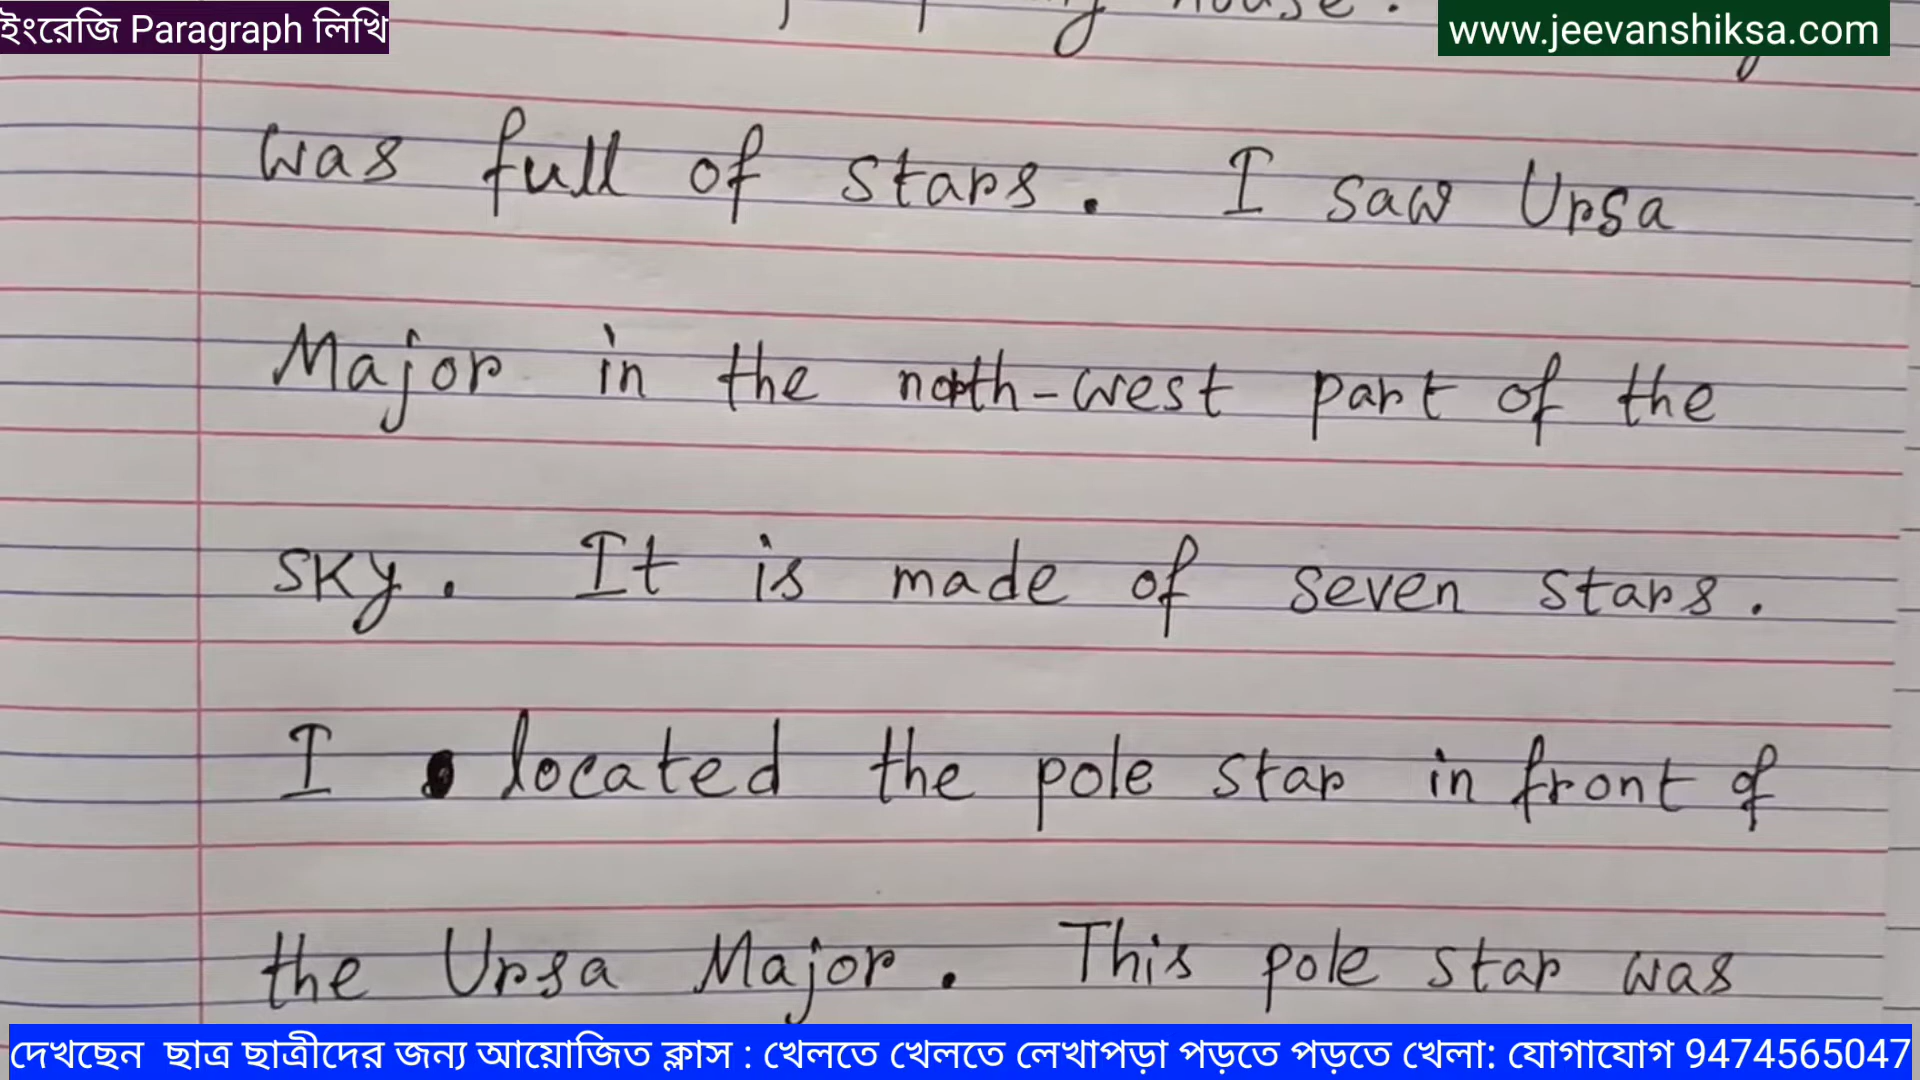 ইংরেজি Paragraph লিখি
www.jeevanshiksa.com
house.
was full of stars. I saw Ursa
Major in the north-west part of the
sky. It is made of seven stars.
I located the pole star in front of
the Ursa Major. This pole star was
দেখছেন ছাত্র ছাত্রীদের জন্য আয়োজিত ক্লাস : খেলতে খেলতে লেখাপড়া পড়তে পড়তে খেলা: যোগাযোগ 9474565047